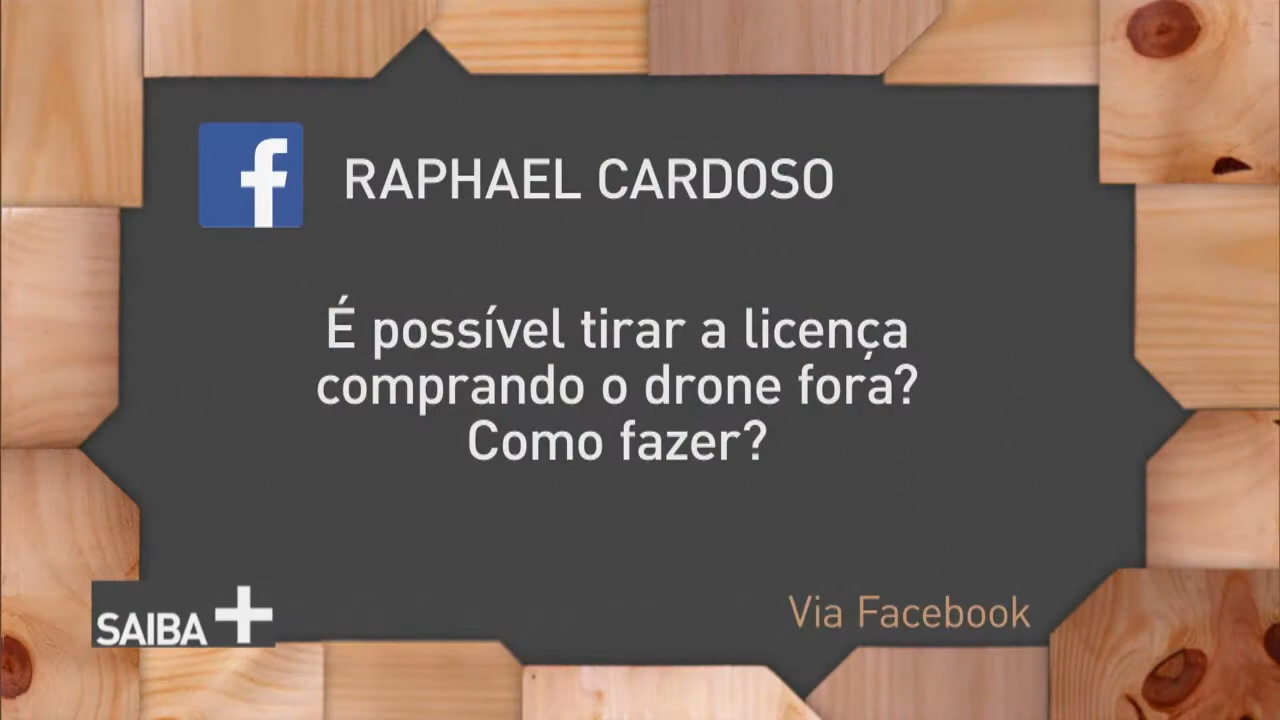 RAPHAEL CARDOSO
É possível tirar a licença
comprando o drone fora?
Como fazer?
SAIBA+
Via Facebook